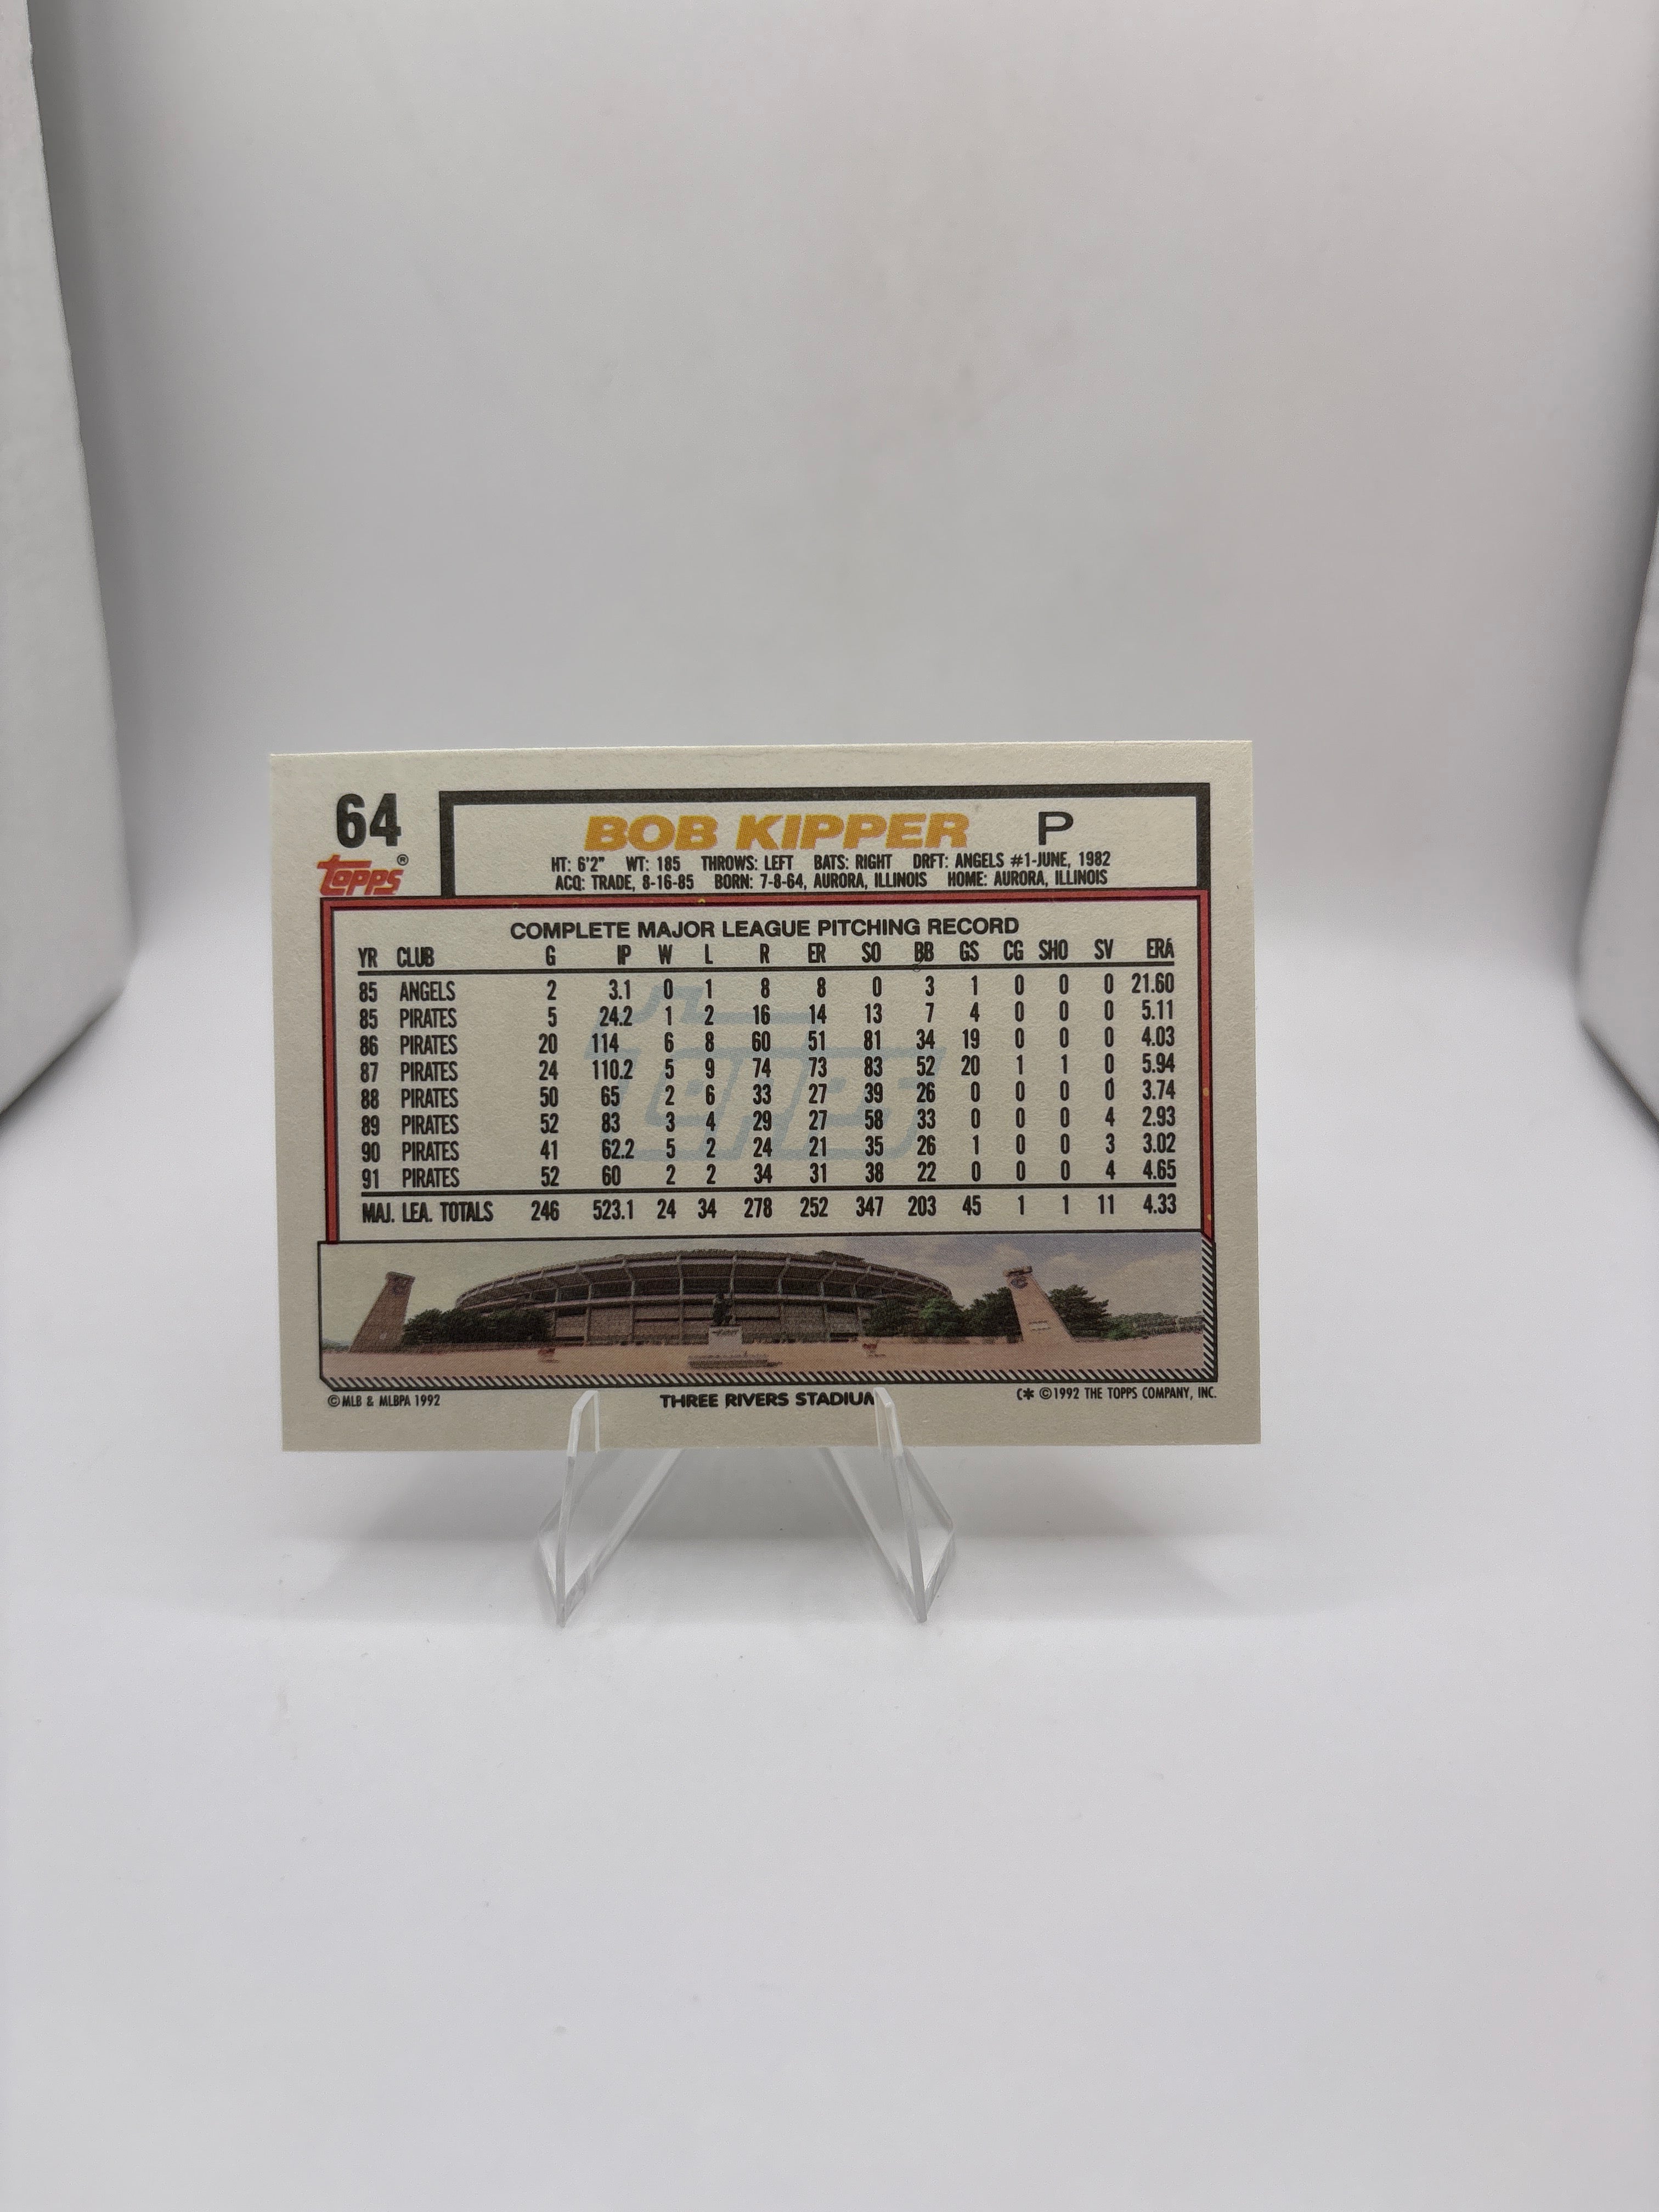 64
BOB KIPPER P
Topps®
HT: 6'2" WT: 185 THROWS: LEFT BATS: RIGHT DRFT: ANGELS #1-JUNE, 1982
ACQ: TRADE, 8-16-85 BORN: 7-8-64, AURORA, ILLINOIS HOME: AURORA, ILLINOIS
COMPLETE MAJOR LEAGUE PITCHING RECORD
YR CLUB G IP W L R ER SO BB GS CG SHO SV ERA
85 ANGELS 2 3.1 0 1 8 8 0 3 1 0 0 0 21.60
85 PIRATES 5 24.2 1 2 16 14 13 7 4 0 0 0 5.11
86 PIRATES 20 114 6 8 60 51 81 34 19 0 0 0 4.03
87 PIRATES 24 110.2 5 9 74 73 83 52 20 1 1 0 5.94
88 PIRATES 50 65 2 6 33 27 39 26 0 0 0 0 3.74
89 PIRATES 52 83 3 4 29 27 58 33 0 0 0 4 2.93
90 PIRATES 41 62.2 5 2 24 21 35 26 1 0 0 3 3.02
91 PIRATES 52 60 2 2 34 31 38 22 0 0 0 4 4.65
MAJ. LEA. TOTALS 246 523.1 24 34 278 252 347 203 45 1 1 11 4.33
Topps
© MLB & MLBPA 1992 THREE RIVERS STADIUM C* ©1992 THE TOPPS COMPANY, INC.